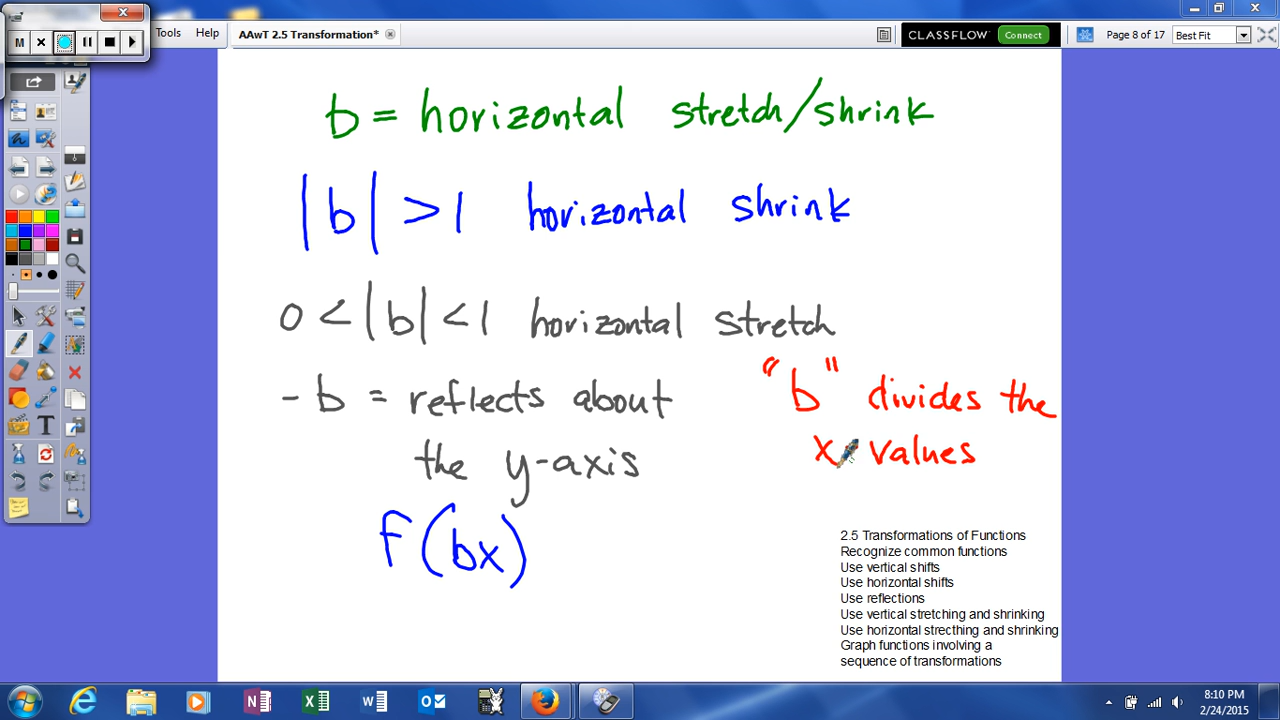 M
Tools Help
AAwT 2.5 Transformation*
CLASSFLOW Connect
Page 8 of 17
Best Fit
b = horizontal stretch/shrink
|b| > 1 horizontal shrink
0 < |b| < 1 horizontal stretch
- b = reflects about
the y-axis
"b" divides the
x values
f(bx)
2.5 Transformations of Functions
Recognize common functions
Use vertical shifts
Use horizontal shifts
Use reflections
Use vertical stretching and shrinking
Use horizontal strecthing and shrinking
Graph functions involving a
sequence of transformations
8:10 PM
2/24/2015